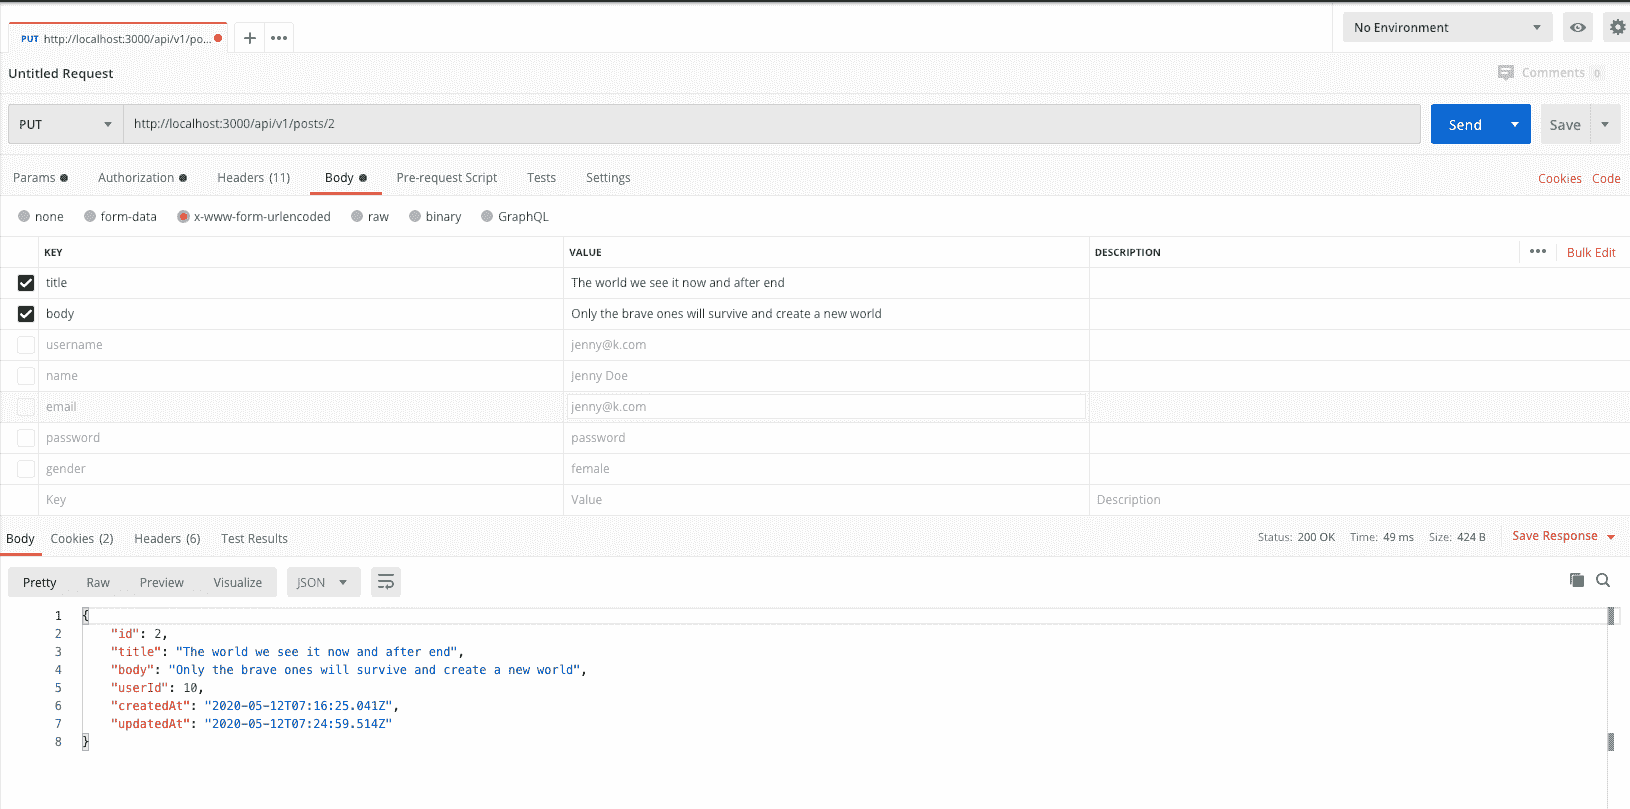 PUT http://localhost:3000/api/v1/po...
No Environment
Untitled Request
Comments 0
PUT http://localhost:3000/api/v1/posts/2 Send Save
Params Authorization Headers (11) Body Pre-request Script Tests Settings Cookies Code
none form-data x-www-form-urlencoded raw binary GraphQL
KEY VALUE DESCRIPTION ••• Bulk Edit
title The world we see it now and after end
body Only the brave ones will survive and create a new world
username jenny@k.com
name Jenny Doe
email jenny@k.com
password password
gender female
Key Value Description
Body Cookies (2) Headers (6) Test Results Status: 200 OK Time: 49 ms Size: 424 B Save Response
Pretty Raw Preview Visualize JSON
1 {
2 "id": 2,
3 "title": "The world we see it now and after end",
4 "body": "Only the brave ones will survive and create a new world",
5 "userId": 10,
6 "createdAt": "2020-05-12T07:16:25.041Z",
7 "updatedAt": "2020-05-12T07:24:59.514Z"
8 }